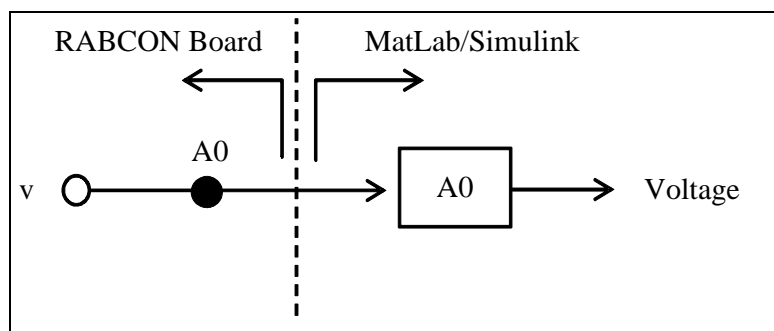 RABCON Board
MatLab/Simulink
A0
v
A0
Voltage